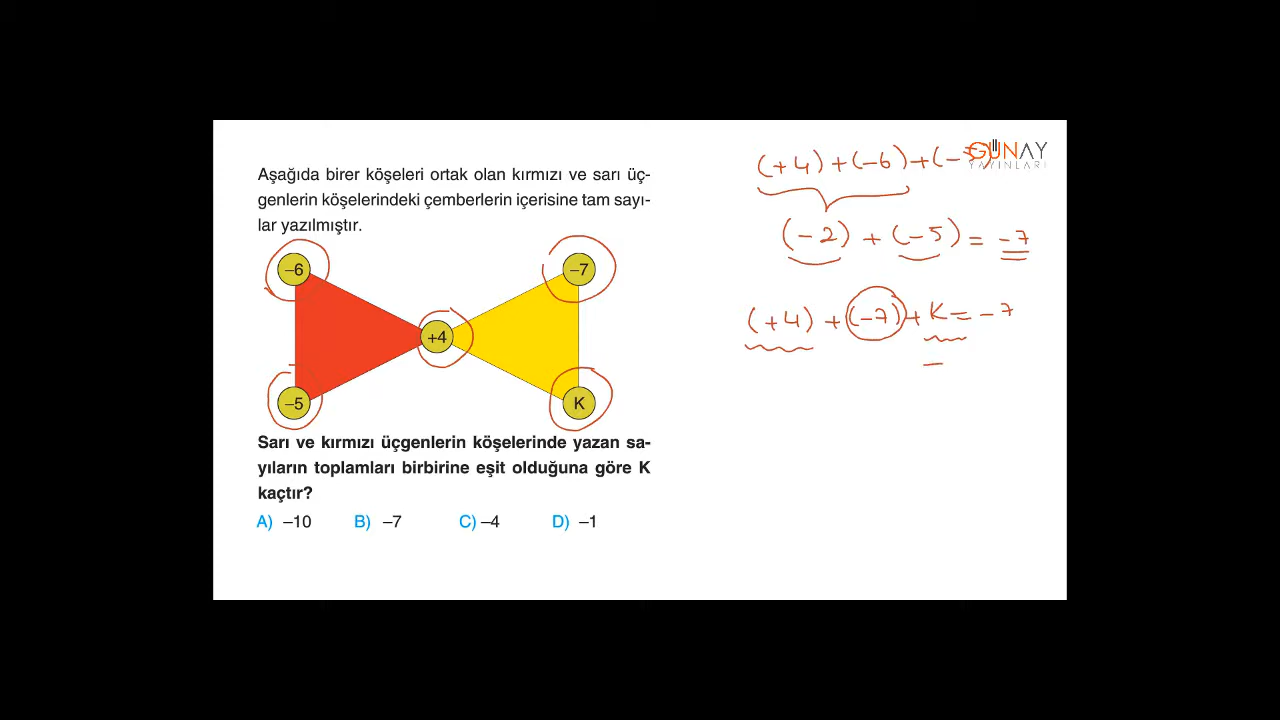 Aşağıda birer köşeleri ortak olan kırmızı ve sarı üç-
genlerin köşelerindeki çemberlerin içerisine tam sayı-
lar yazılmıştır.
–6
–7
+4
–5
K
Sarı ve kırmızı üçgenlerin köşelerinde yazan sa-
yıların toplamları birbirine eşit olduğuna göre K
kaçtır?
A) –10 B) –7 C) –4 D) –1
GÜNAY
YAYINLARI
(+4) + (-6) + (-5)
(-2) + (-5) = -7
(+4) + (-7) + K = -7